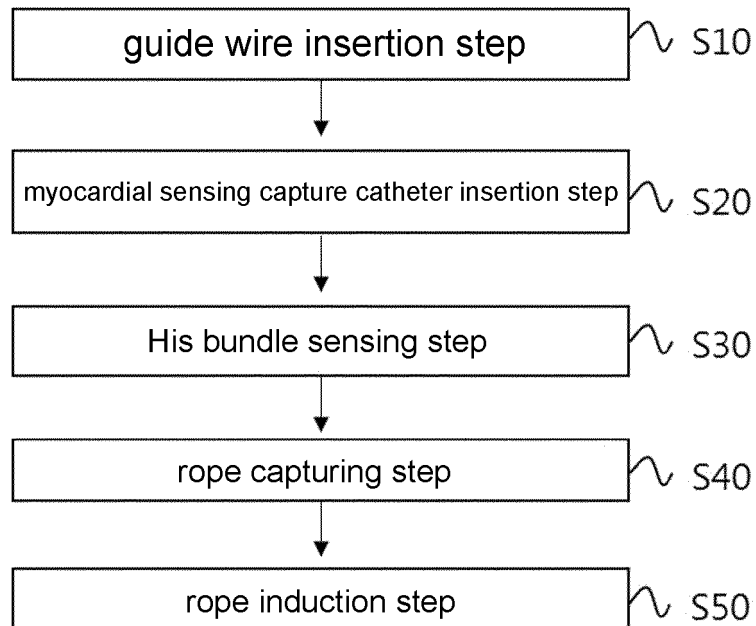 guide wire insertion step S10
myocardial sensing capture catheter insertion step S20
His bundle sensing step S30
rope capturing step S40
rope induction step S50